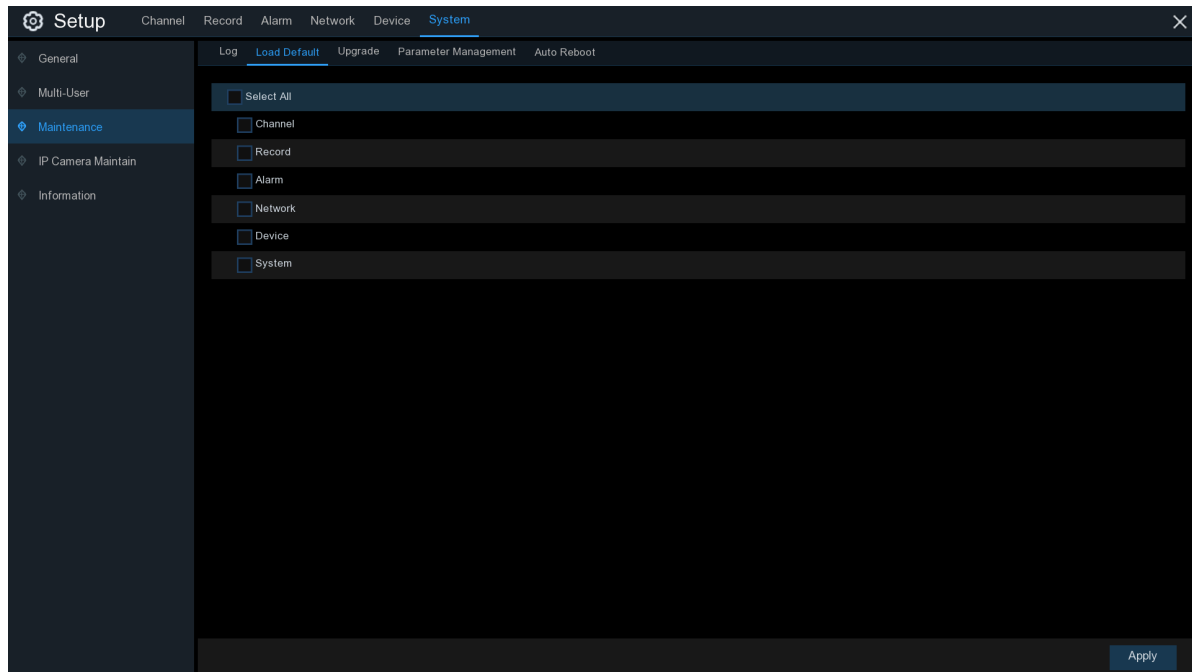 Setup Channel Record Alarm Network Device System
Log Load Default Upgrade Parameter Management Auto Reboot
General
Multi-User
Maintenance
IP Camera Maintain
Information
Select All
Channel
Record
Alarm
Network
Device
System
Apply